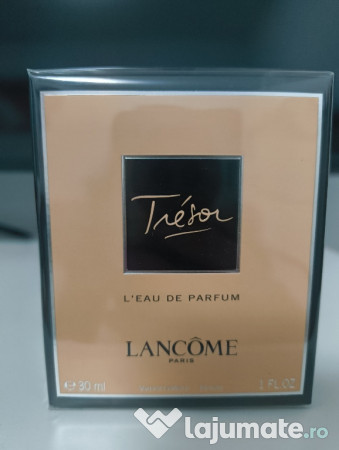 Trésor
L'EAU DE PARFUM
LANCÔME
PARIS
e 30 ml
1 FL.OZ
lajumate.ro